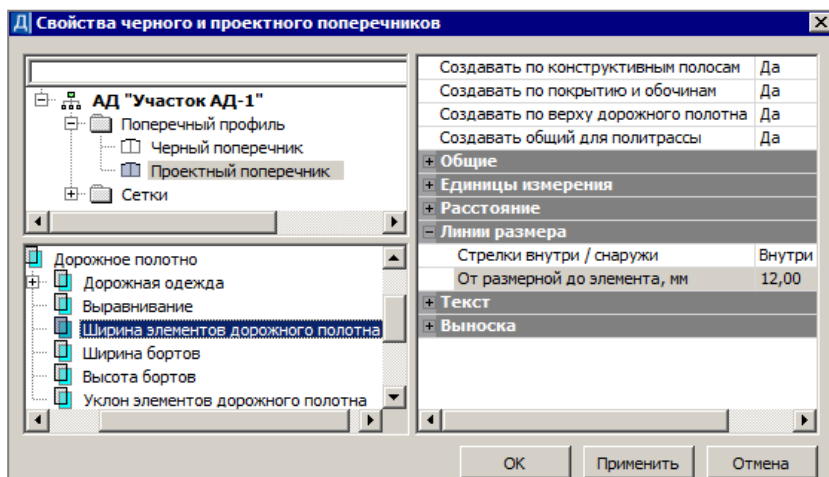 Д Свойства черного и проектного поперечников
АД "Участок АД-1"
Поперечный профиль
Черный поперечник
Проектный поперечник
Сетки
Дорожное полотно
Дорожная одежда
Выравнивание
Ширина элементов дорожного полотна
Ширина бортов
Высота бортов
Уклон элементов дорожного полотна
Создавать по конструктивным полосам Да
Создавать по покрытию и обочинам Да
Создавать по верху дорожного полотна Да
Создавать общий для политрассы Да
Общие
Единицы измерения
Расстояние
Линии размера
Стрелки внутри / снаружи Внутри
От размерной до элемента, мм 12,00
Текст
Выноска
ОК Применить Отмена